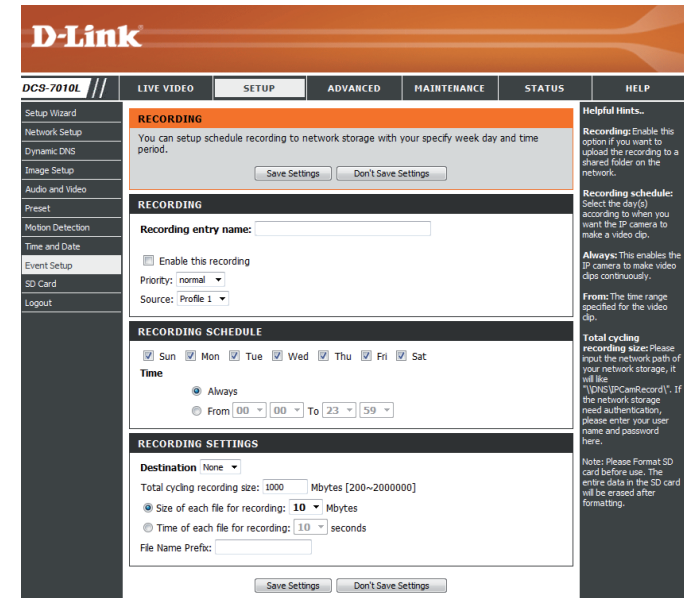 D-Link
DCS-7010L // LIVE VIDEO SETUP ADVANCED MAINTENANCE STATUS HELP
Setup Wizard
Network Setup
Dynamic DNS
Image Setup
Audio and Video
Preset
Motion Detection
Time and Date
Event Setup
SD Card
Logout
RECORDING
You can setup schedule recording to network storage with your specify week day and time
period.
Save Settings Don't Save Settings
RECORDING
Recording entry name:
Enable this recording
Priority: normal
Source: Profile 1
RECORDING SCHEDULE
Sun Mon Tue Wed Thu Fri Sat
Time
Always
From 00 00 To 23 59
RECORDING SETTINGS
Destination None
Total cycling recording size: 1000 Mbytes [200~2000000]
Size of each file for recording: 10 Mbytes
Time of each file for recording: 10 seconds
File Name Prefix:
Save Settings Don't Save Settings
Helpful Hints..
Recording: Enable this
option if you want to
upload the recording to a
shared folder on the
network.
Recording schedule:
Select the day(s)
according to when you
want the IP camera to
make a video clip.
Always: This enables the
IP camera to make video
clips continuously.
From: The time range
specified for the video
clip.
Total cycling
recording size: Please
input the network path of
your network storage, it
will like
"\\DNS\IPCamRecord\". If
the network storage
need authentication,
please enter your user
name and password
here.
Note: Please Format SD
card before use. The
entire data in the SD card
will be erased after
formatting.